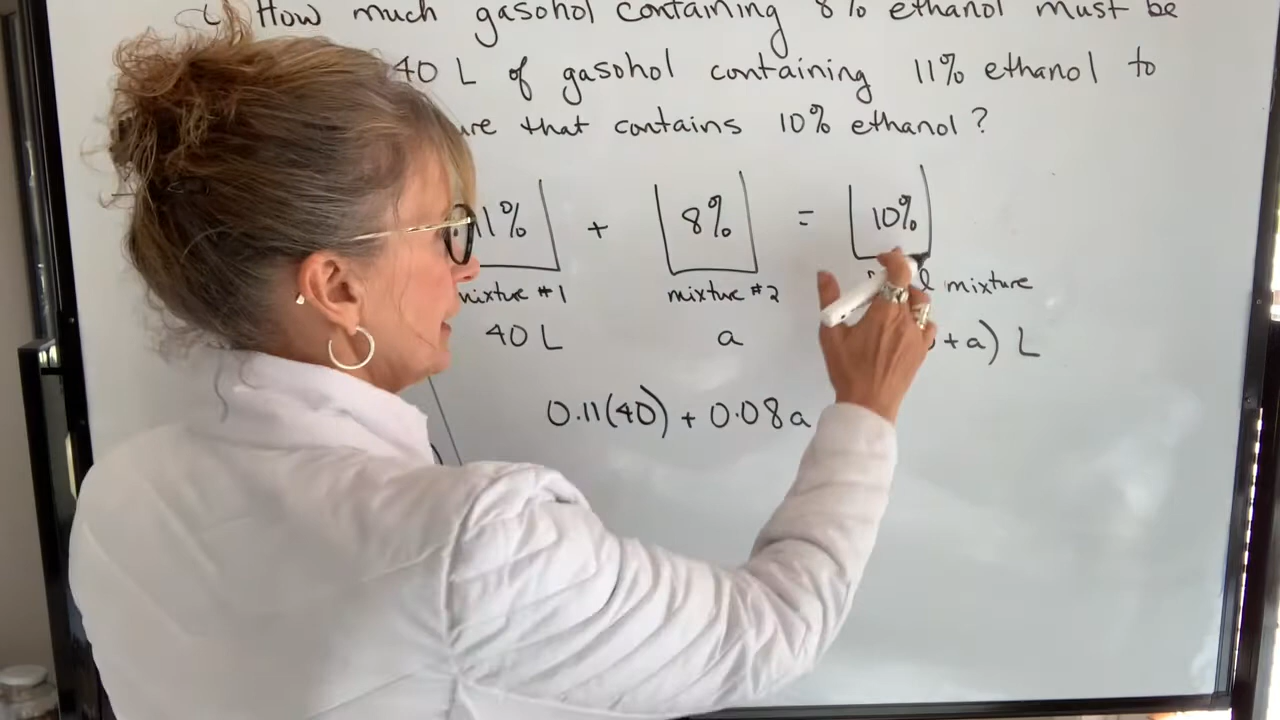 How much gasohol containing 8% ethanol must be
40 L of gasohol containing 11% ethanol to
that contains 10% ethanol?
+ 8% = 10%
mixture #1 mixture #2 mixture
40 L a + a) L
0.11(40) + 0.08a